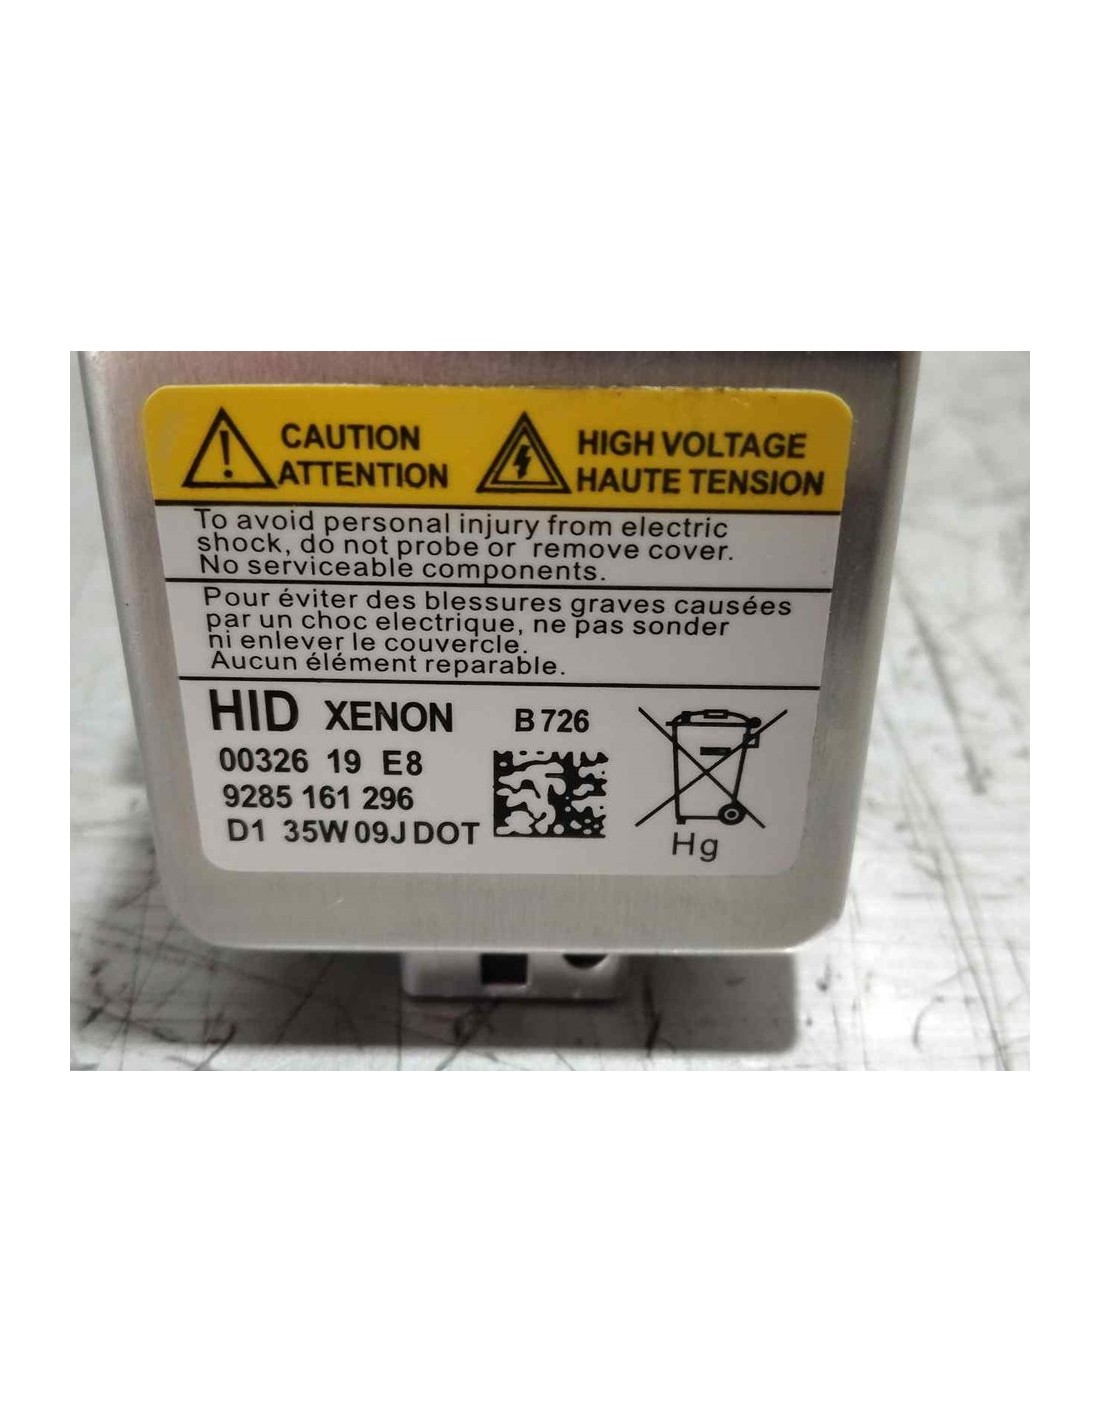 CAUTION
ATTENTION
HIGH VOLTAGE
HAUTE TENSION
To avoid personal injury from electric
shock, do not probe or remove cover.
No serviceable components.
Pour éviter des blessures graves causées
par un choc electrique, ne pas sonder
ni enlever le couvercle.
Aucun élément reparable.
HID XENON B 726
00326 19 E8
9285 161 296
D1 35W 09J DOT
Hg